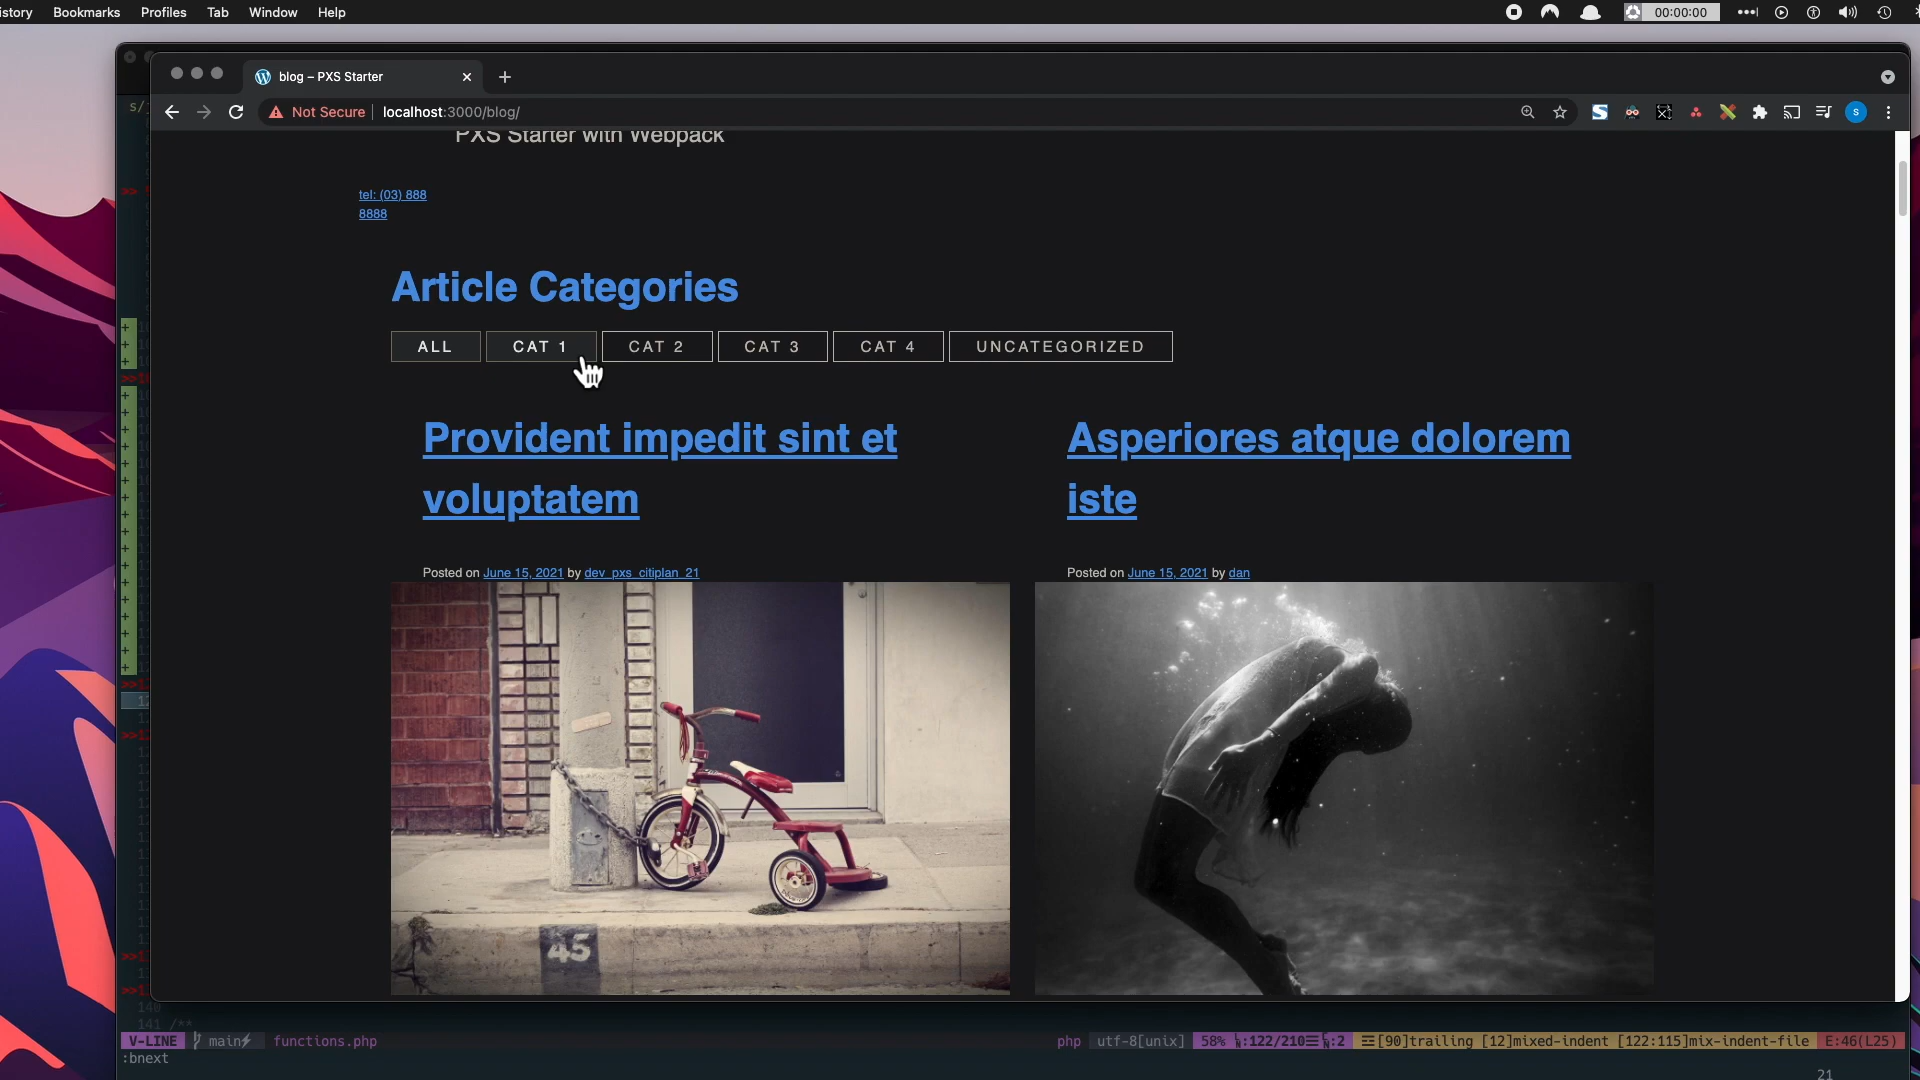 istory Bookmarks Profiles Tab Window Help 00:00:00
blog – PXS Starter
Not Secure localhost:3000/blog/
PXS Starter with Webpack
tel: (03) 888
8888
Article Categories
ALL CAT 1 CAT 2 CAT 3 CAT 4 UNCATEGORIZED
Provident impedit sint et
voluptatem
Posted on June 15, 2021 by dev_pxs_citiplan_21
45
Asperiores atque dolorem
iste
Posted on June 15, 2021 by dan
140
141 /**
V-LINE main functions.php php utf-8[unix] 58% :122/210 :2 [90]trailing [12]mixed-indent [122:115]mix-indent-file E:46(L25)
:bnext
21